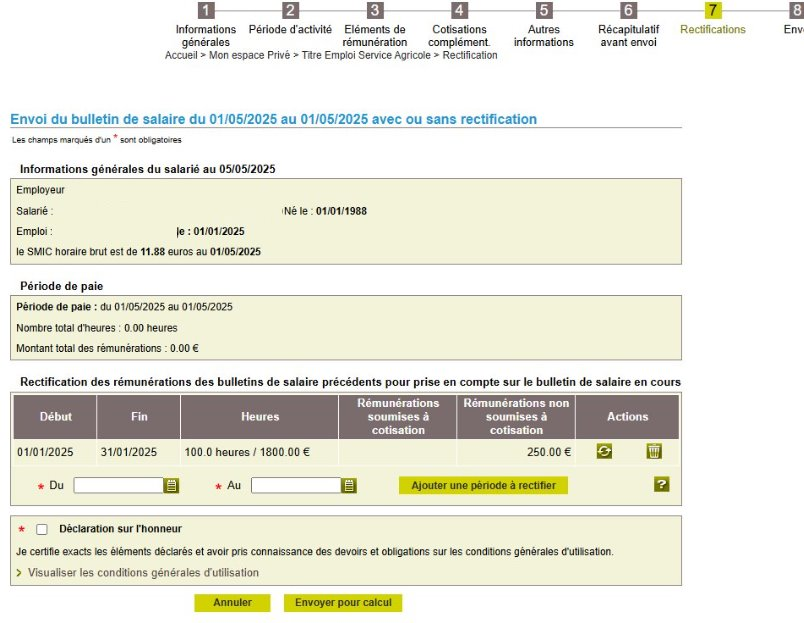 1 2 3 4 5 6 7 8
Informations générales
Période d'activité
Eléments de rémunération
Cotisations complément.
Autres informations
Récapitulatif avant envoi
Rectifications
Env
Accueil > Mon espace Privé > Titre Emploi Service Agricole > Rectification
Envoi du bulletin de salaire du 01/05/2025 au 01/05/2025 avec ou sans rectification
Les champs marqués d'un * sont obligatoires
Informations générales du salarié au 05/05/2025
Employeur
Salarié : Né le : 01/01/1988
Emploi : le : 01/01/2025
le SMIC horaire brut est de 11.88 euros au 01/05/2025
Période de paie
Période de paie : du 01/05/2025 au 01/05/2025
Nombre total d'heures : 0.00 heures
Montant total des rémunérations : 0.00 €
Rectification des rémunérations des bulletins de salaire précédents pour prise en compte sur le bulletin de salaire en cours
Début Fin Heures Rémunérations soumises à cotisation Rémunérations non soumises à cotisation Actions
01/01/2025 31/01/2025 100.0 heures / 1800.00 € 250.00 €
* Du * Au Ajouter une période à rectifier ?
* Déclaration sur l'honneur
Je certifie exacts les éléments déclarés et avoir pris connaissance des devoirs et obligations sur les conditions générales d'utilisation.
> Visualiser les conditions générales d'utilisation
Annuler Envoyer pour calcul